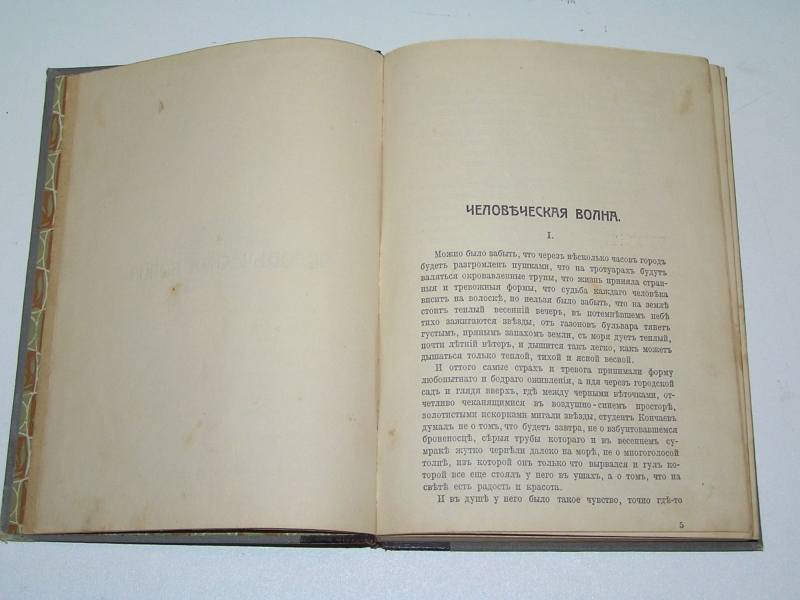 ЧЕЛОВѢЧЕСКАЯ ВОЛНА.
I.
Можно было забыть, что черезъ нѣсколько часовъ городъ
будетъ разгромленъ пушками, что на тротуарахъ будутъ
валяться окровавленные трупы, что жизнь приняла стран-
ныя и тревожныя формы, что судьба каждаго человѣка
виситъ на волоскѣ, но нельзя было забыть, что на землѣ
стоитъ теплый весенній вечеръ, въ потемнѣвшемъ небѣ
тихо зажигаются звѣзды, отъ газоновъ бульвара тянетъ
густымъ, прянымъ запахомъ земли, съ моря дуетъ теплый,
почти лѣтній вѣтеръ, и дышится такъ легко, какъ можетъ
дышаться только теплой, тихой и ясной весной.
И оттого самые страхъ и тревога принимали форму
любопытнаго и бодраго оживленія, а идя черезъ городской
садъ и глядя вверхъ, гдѣ между черными вѣточками, от-
четливо чеканящимися въ воздушно-синемъ просторѣ,
золотистыми искорками мигали звѣзды, студентъ Кончаевъ
думалъ не о томъ, что будетъ завтра, не о взбунтовавшемся
броненосцѣ, сѣрыя трубы котораго и въ весеннемъ су-
мракѣ жутко чернѣли далеко на морѣ, не о многоголосой
толпѣ, изъ которой онъ только что вырвался и гулъ ко-
торой все еще стоялъ у него въ ушахъ, а о томъ, что на
свѣтѣ есть радость и красота.
И въ душѣ у него было такое чувство, точно гдѣ-то
5